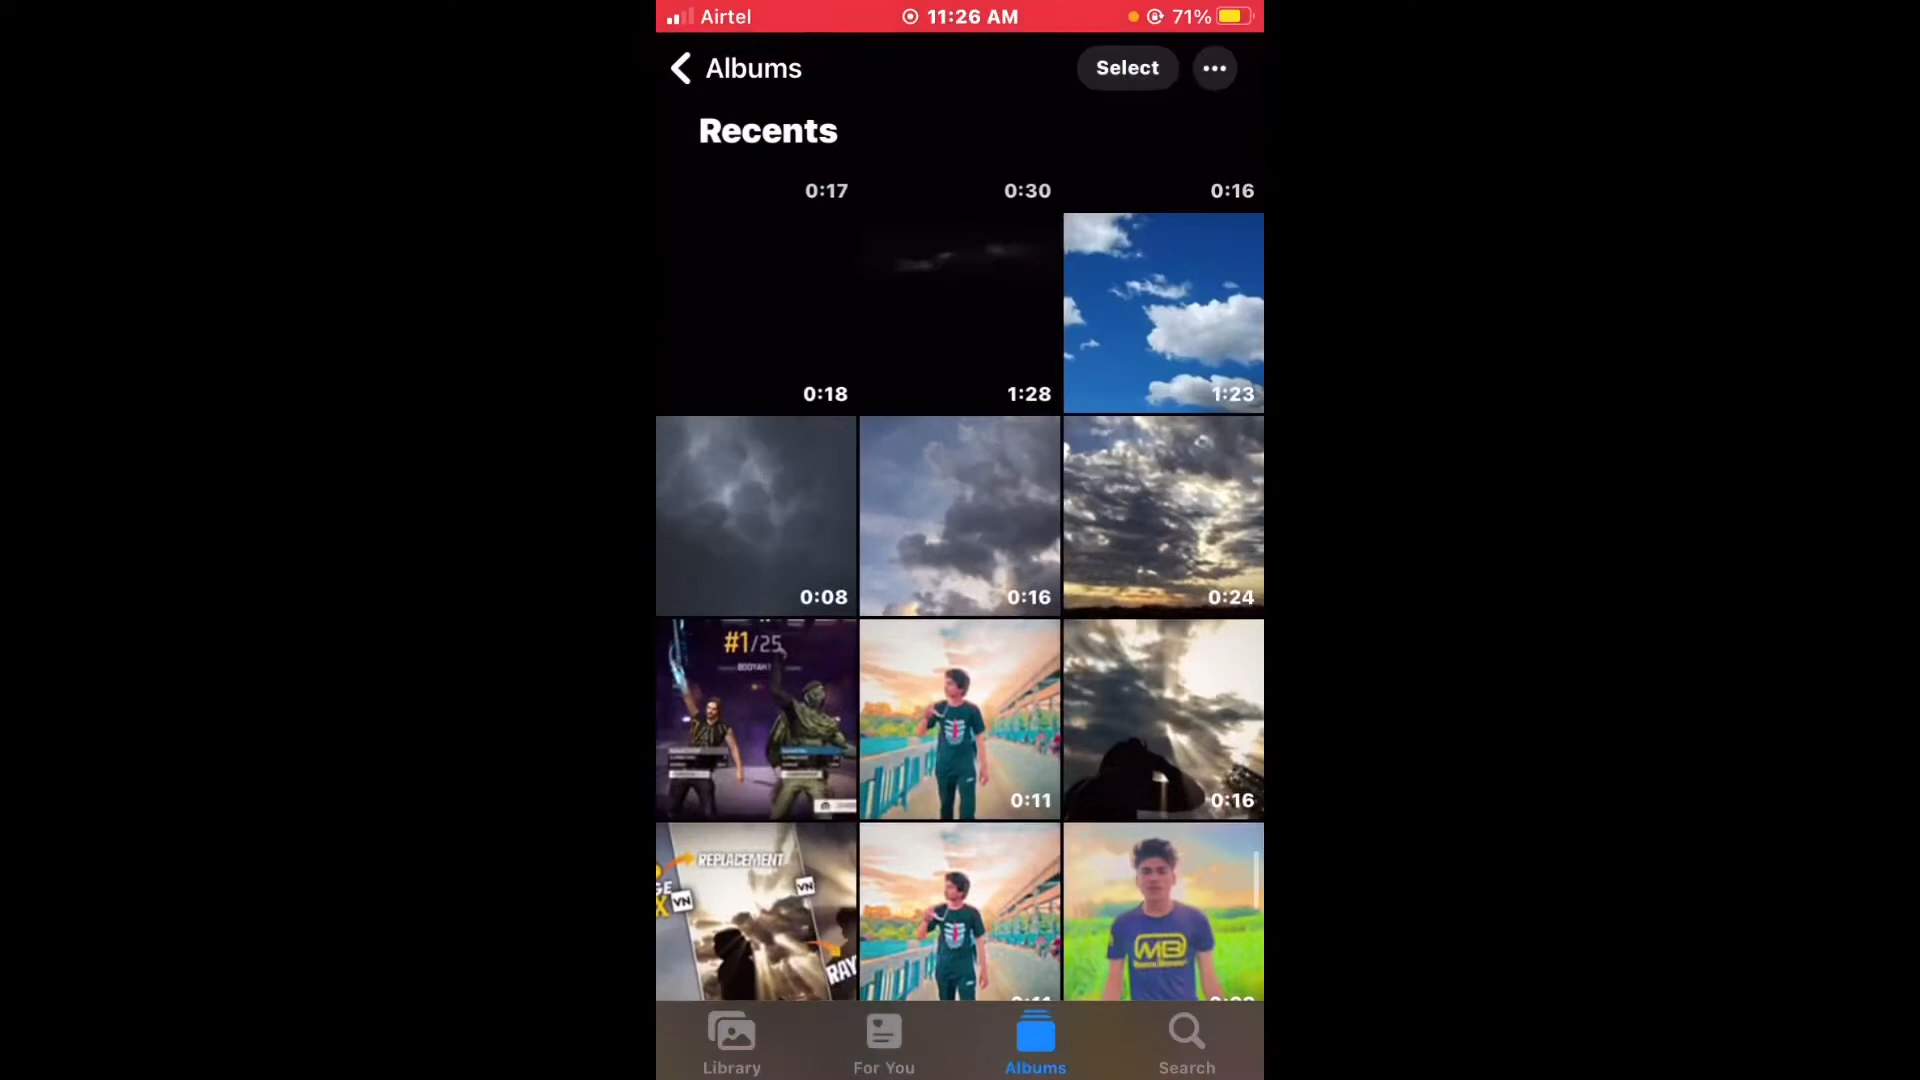 Airtel 11:26 AM 71%
Albums Select
Recents
0:17 0:30 0:16
0:18 1:28 1:23
0:08 0:16 0:24
#1/25
BOOYAH!
0:11 0:16
REPLACEMENT
VN
VN
RAY
MB
Library For You Albums Search